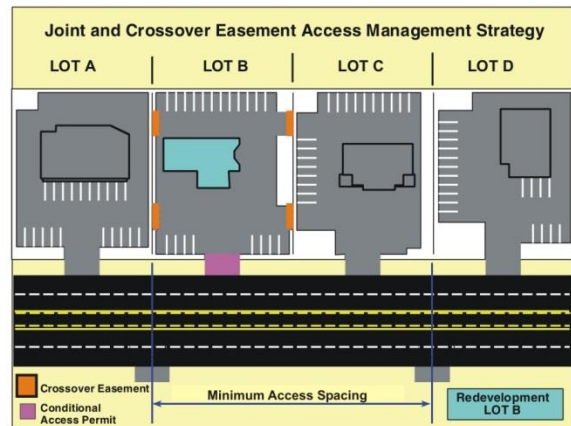 Joint and Crossover Easement Access Management Strategy
LOT A
LOT B
LOT C
LOT D
Crossover Easement
Conditional
Access Permit
Minimum Access Spacing
Redevelopment
LOT B